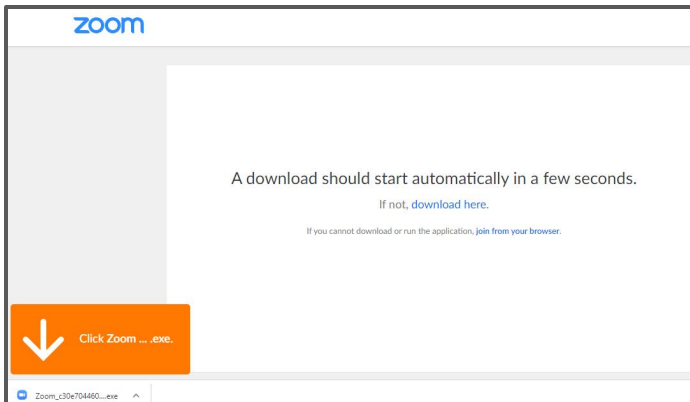 zoom
A download should start automatically in a few seconds.
If not, download here.
If you cannot download or run the application, join from your browser.
Click Zoom ... .exe.
Zoom_c30e704460....exe